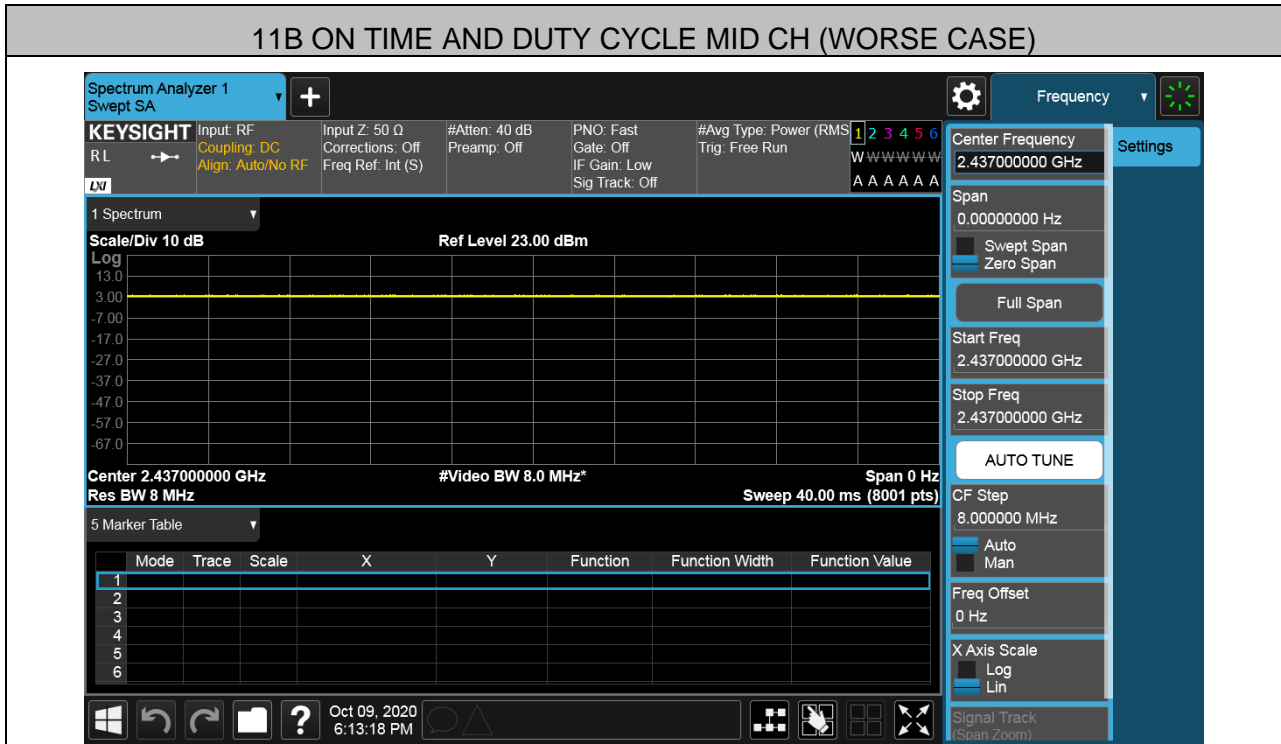 11B ON TIME AND DUTY CYCLE MID CH (WORSE CASE)
Spectrum Analyzer 1
Swept SA
Frequency
KEYSIGHT
RL
LXI
Input: RF
Coupling: DC
Align: Auto/No RF
Input Z: 50 Ω
Corrections: Off
Freq Ref: Int (S)
#Atten: 40 dB
Preamp: Off
PNO: Fast
Gate: Off
IF Gain: Low
Sig Track: Off
#Avg Type: Power (RMS
Trig: Free Run
1 2 3 4 5 6
W W W W W W
A A A A A A
1 Spectrum
Scale/Div 10 dB
Ref Level 23.00 dBm
Log
13.0
3.00
-7.00
-17.0
-27.0
-37.0
-47.0
-57.0
-67.0
Center 2.437000000 GHz
#Video BW 8.0 MHz*
Span 0 Hz
Res BW 8 MHz
Sweep 40.00 ms (8001 pts)
5 Marker Table
Mode Trace Scale X Y Function Function Width Function Value
1
2
3
4
5
6
Oct 09, 2020
6:13:18 PM
Center Frequency
2.437000000 GHz
Settings
Span
0.00000000 Hz
Swept Span
Zero Span
Full Span
Start Freq
2.437000000 GHz
Stop Freq
2.437000000 GHz
AUTO TUNE
CF Step
8.000000 MHz
Auto
Man
Freq Offset
0 Hz
X Axis Scale
Log
Lin
Signal Track
(Span Zoom)